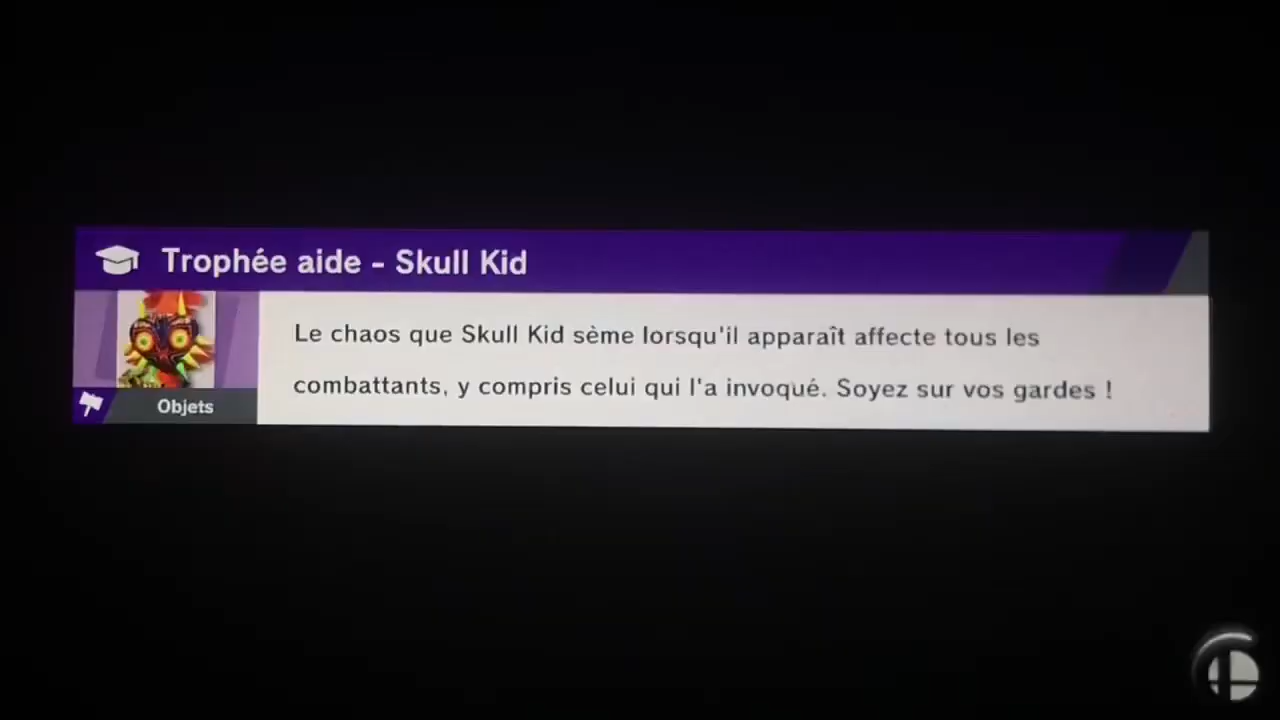 Trophée aide - Skull Kid
Le chaos que Skull Kid sème lorsqu'il apparaît affecte tous les
combattants, y compris celui qui l'a invoqué. Soyez sur vos gardes !
Objets